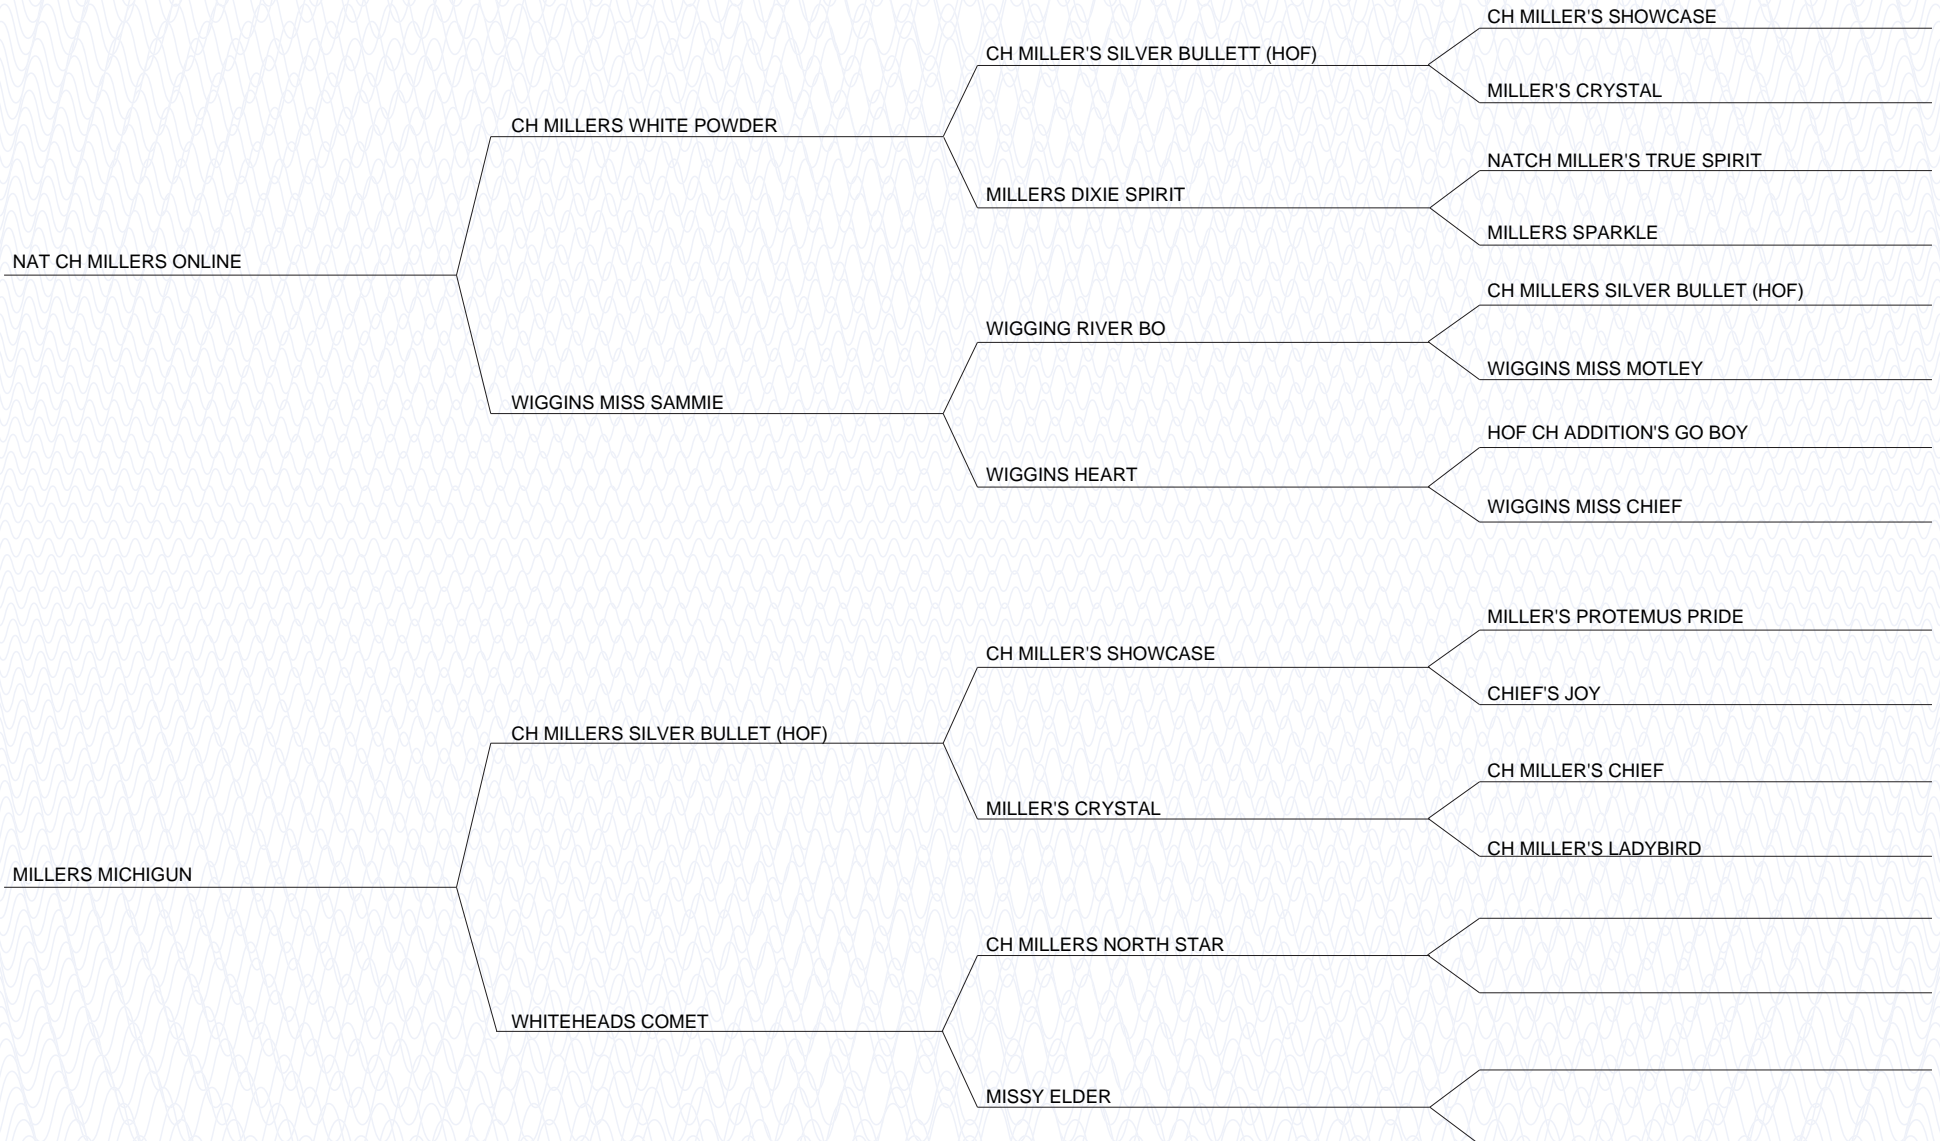 CH MILLER'S SHOWCASE
CH MILLER'S SILVER BULLETT (HOF)
MILLER'S CRYSTAL
CH MILLERS WHITE POWDER
NATCH MILLER'S TRUE SPIRIT
MILLERS DIXIE SPIRIT
MILLERS SPARKLE
NAT CH MILLERS ONLINE
CH MILLERS SILVER BULLET (HOF)
WIGGING RIVER BO
WIGGINS MISS MOTLEY
WIGGINS MISS SAMMIE
HOF CH ADDITION'S GO BOY
WIGGINS HEART
WIGGINS MISS CHIEF
MILLER'S PROTEMUS PRIDE
CH MILLER'S SHOWCASE
CHIEF'S JOY
CH MILLERS SILVER BULLET (HOF)
CH MILLER'S CHIEF
MILLER'S CRYSTAL
CH MILLER'S LADYBIRD
MILLERS MICHIGUN
CH MILLERS NORTH STAR
WHITEHEADS COMET
MISSY ELDER